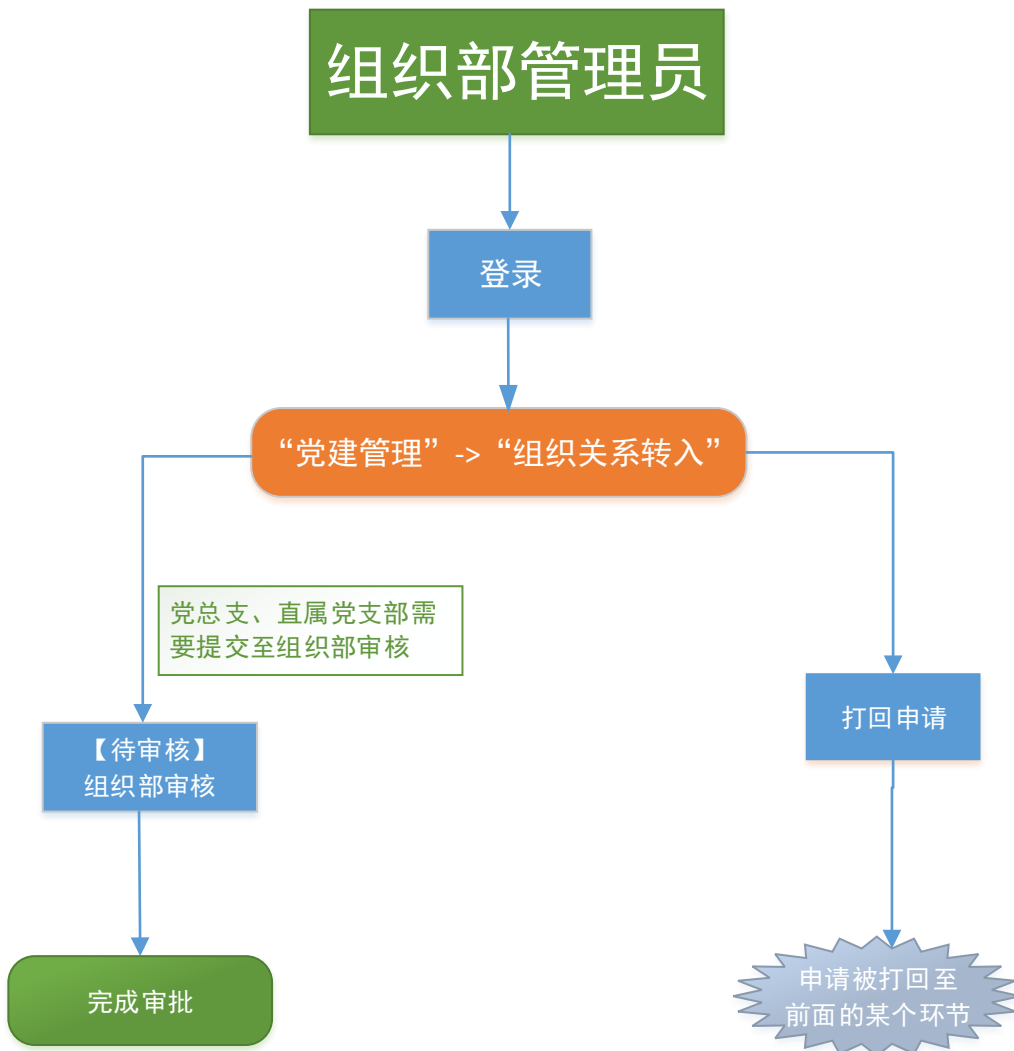 组织部管理员
登录
“党建管理” -> “组织关系转入”
党总支、直属党支部需
要提交至组织部审核
打回申请
【待审核】
组织部审核
申请被打回至
前面的某个环节
完成审批